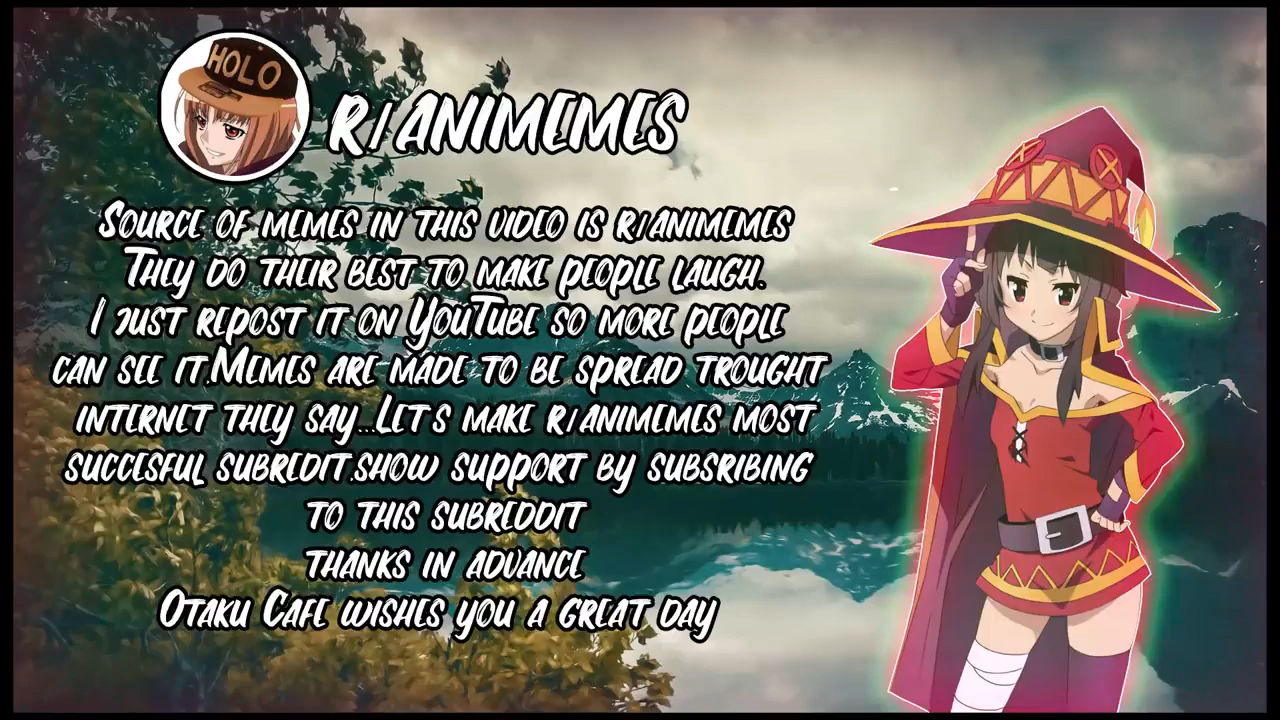 HOLO
R/ANIMEMES
SOURCE OF MEMES IN THIS VIDEO IS R/ANIMEMES
THEY DO THEIR BEST TO MAKE PEOPLE LAUGH.
I JUST REPOST IT ON YOUTUBE SO MORE PEOPLE
CAN SEE IT.MEMES ARE MADE TO BE SPREAD TROUGHT
INTERNET THEY SAY...LET'S MAKE R/ANIMEMES MOST
SUCCESFUL SUBREDIT.SHOW SUPPORT BY SUBSRIBING
TO THIS SUBREDDIT
THANKS IN ADVANCE
OTAKU CAFE WISHES YOU A GREAT DAY